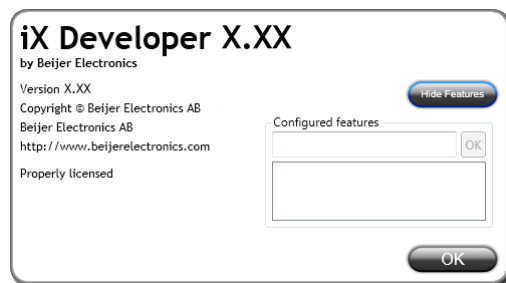 iX Developer X.XX
by Beijer Electronics
Version X.XX
Copyright © Beijer Electronics AB
Beijer Electronics AB
http://www.beijerelectronics.com
Properly licensed
Hide Features
Configured features
OK
OK